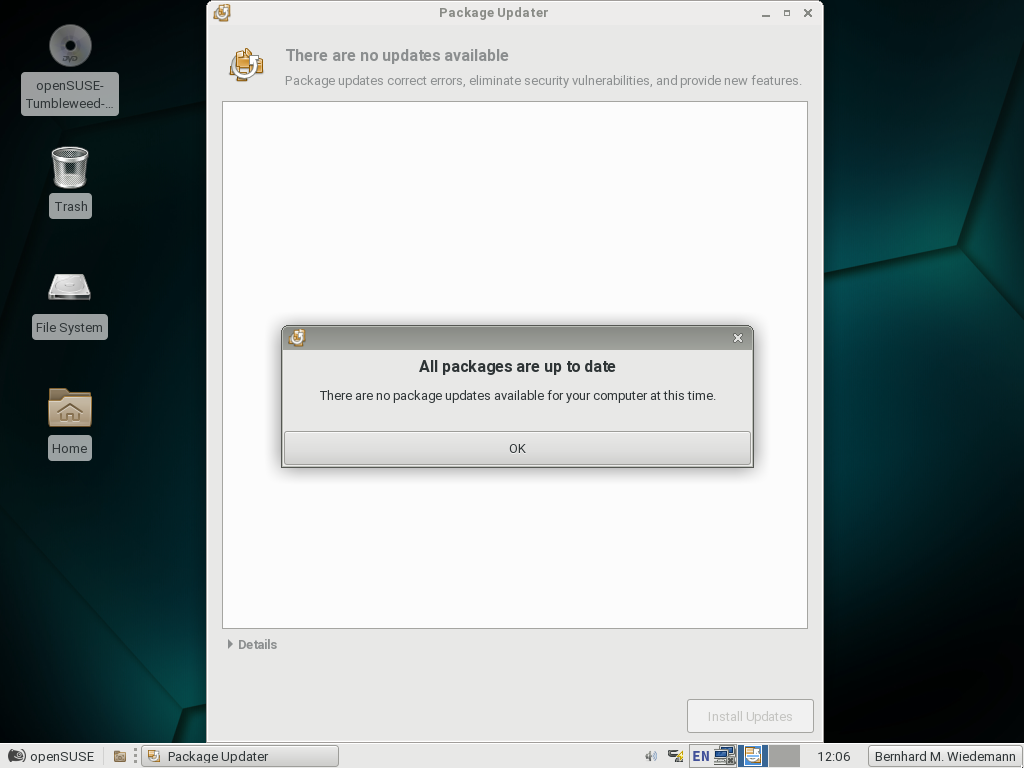 Package Updater
There are no updates available
Package updates correct errors, eliminate security vulnerabilities, and provide new features.
DVD
openSUSE-
Tumbleweed-...
Trash
File System
Home
All packages are up to date
There are no package updates available for your computer at this time.
OK
Details
Install Updates
openSUSE
Package Updater
EN
12:06
Bernhard M. Wiedemann